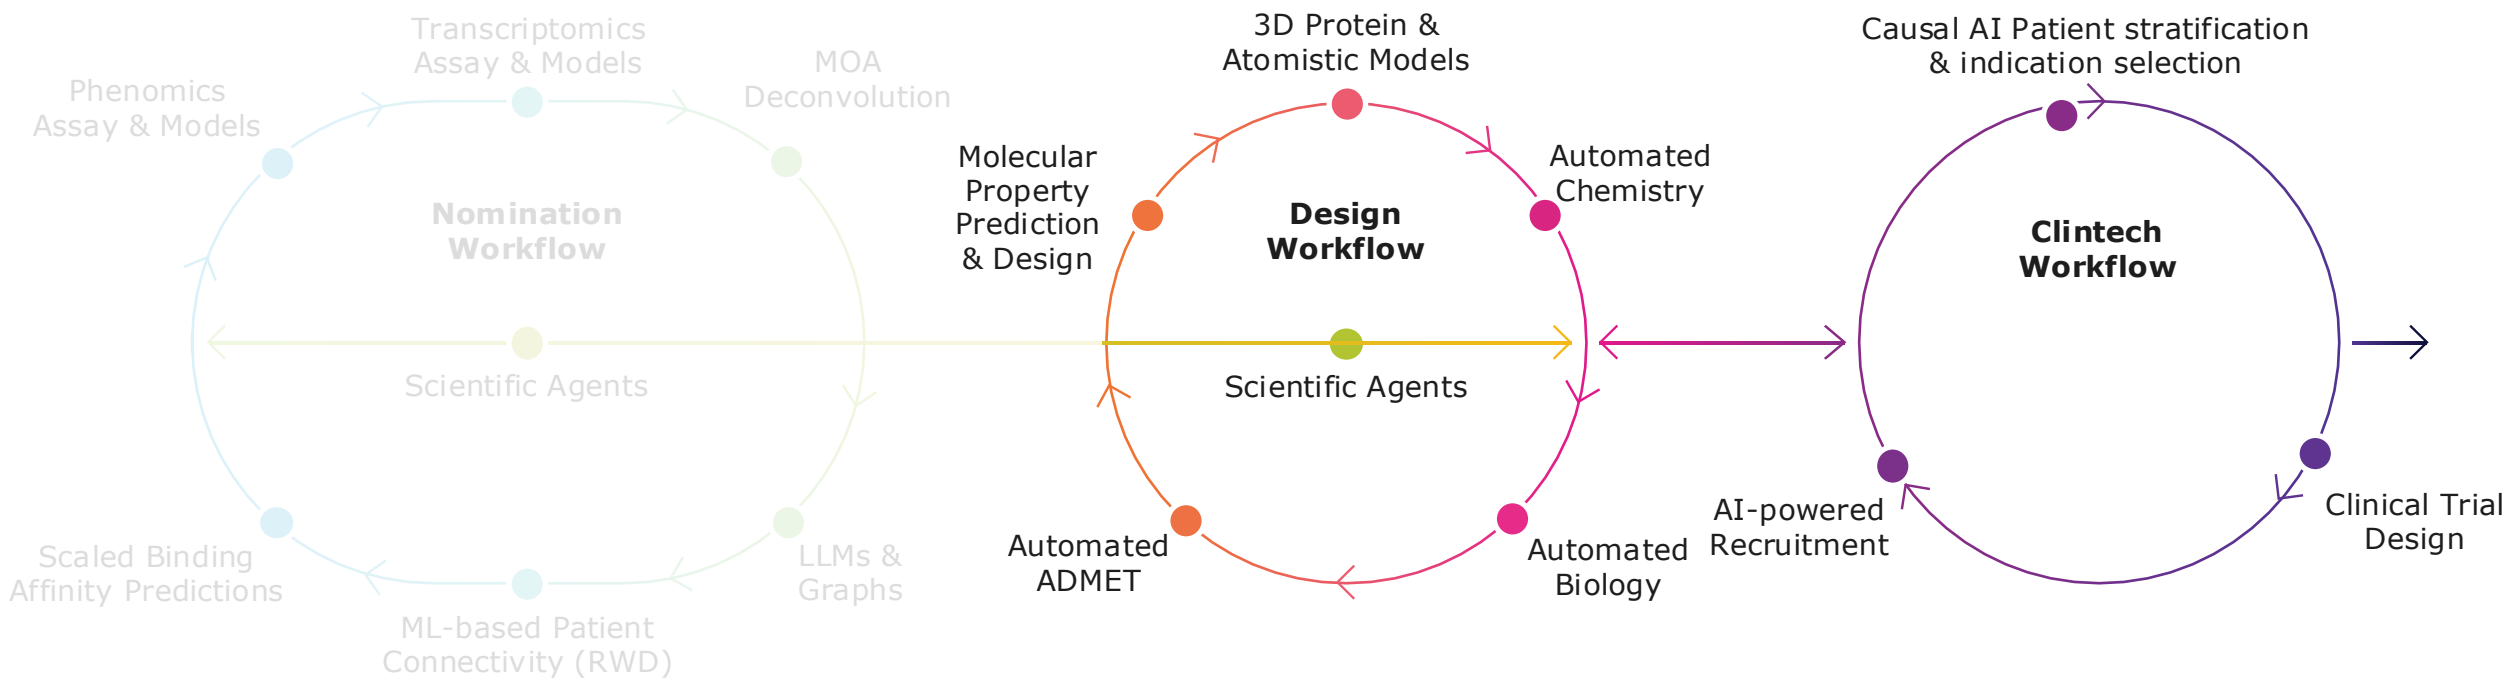 Transcriptomics
Assay & Models
MOA
Deconvolution
Phenomics
Assay & Models
Nomination
Workflow
Scientific Agents
Scaled Binding
Affinity Predictions
LLMs &
Graphs
ML-based Patient
Connectivity (RWD)
3D Protein &
Atomistic Models
Molecular
Property
Prediction
& Design
Automated
Chemistry
Design
Workflow
Scientific Agents
Automated
ADMET
Automated
Biology
Causal AI Patient stratification
& indication selection
Clintech
Workflow
AI-powered
Recruitment
Clinical Trial
Design